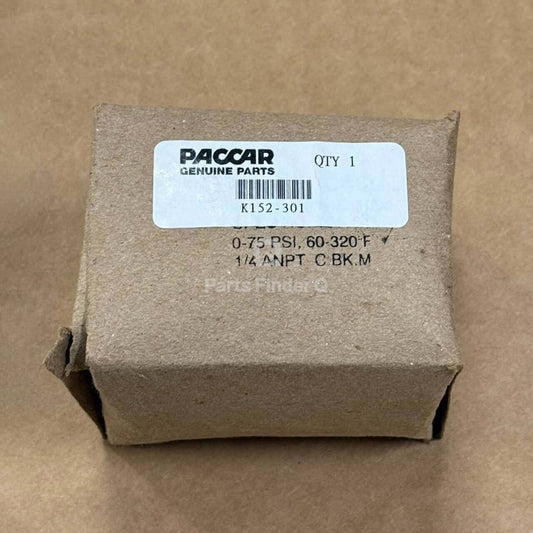 PACCAR QTY 1
GENUINE PARTS
K152-301
0-75 PSI, 60-320 F
1/4 ANPT C BK.M
Parts Finder Q